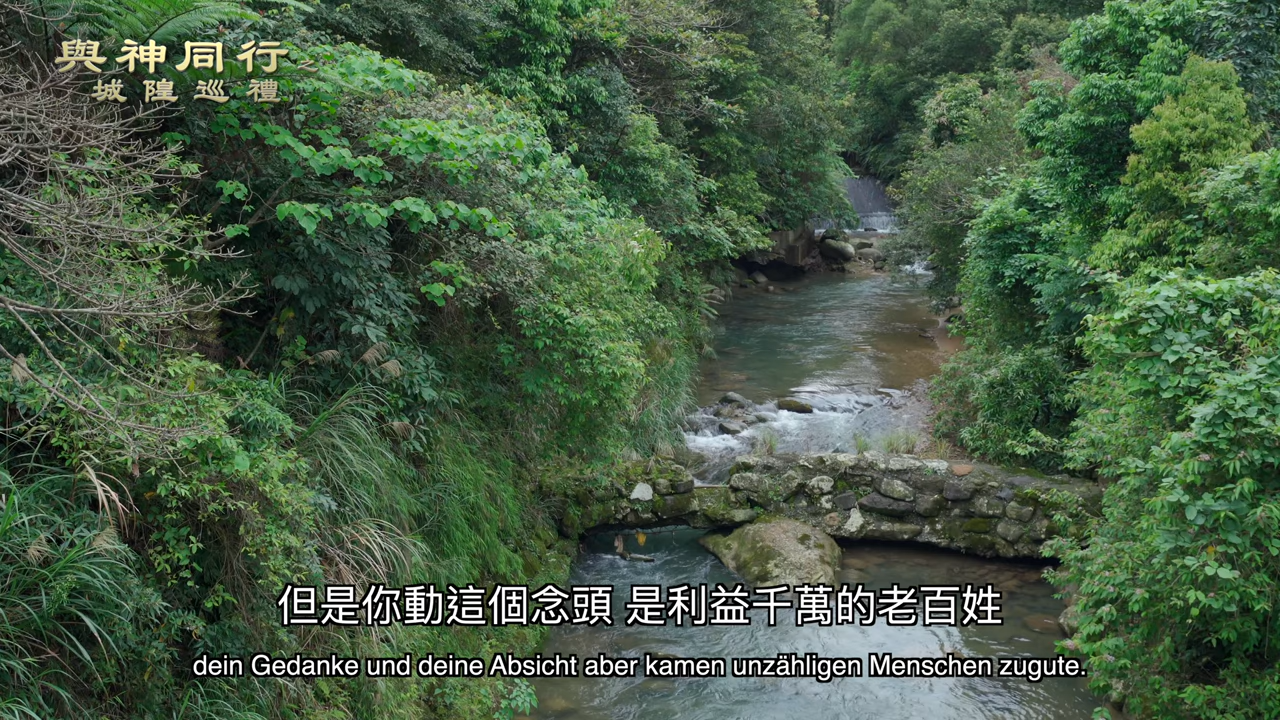 與神同行
城隍巡禮
但是你動這個念頭 是利益千萬的老百姓
dein Gedanke und deine Absicht aber kamen unzähligen Menschen zugute.